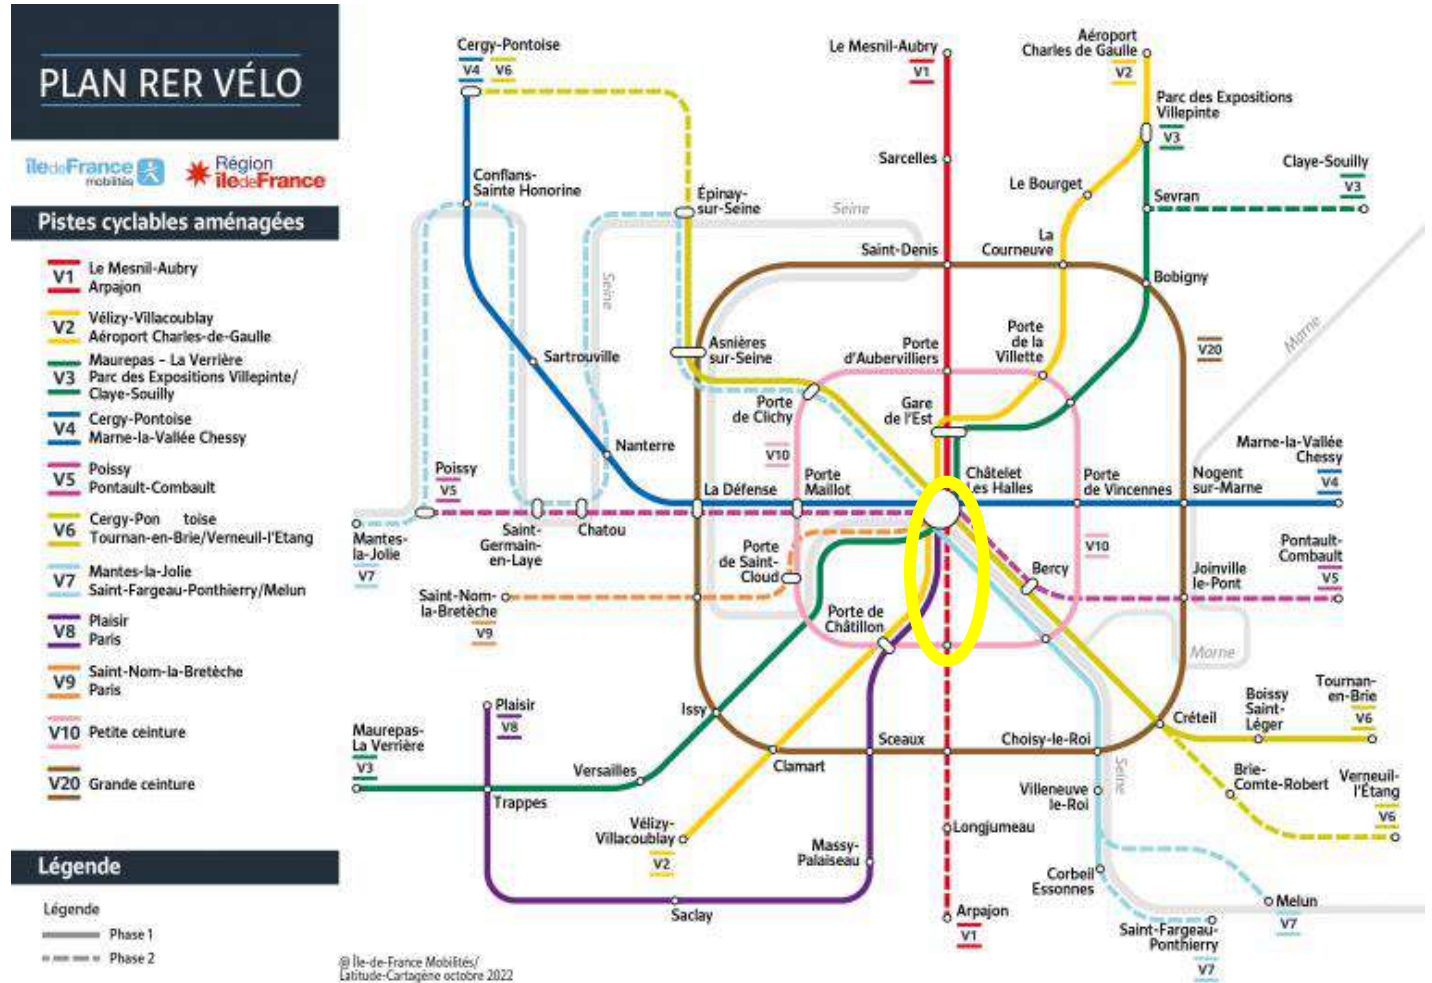 PLAN RER VÉLO
île de France
mobilités
Région
île de France
Pistes cyclables aménagées
V1
Le Mesnil-Aubry
Arpajon
V2
Vélizy-Villacoublay
Aéroport Charles-de-Gaulle
V3
Maurepas - La Verrière
Parc des Expositions Villepinte/
Claye-Souilly
V4
Cergy-Pontoise
Marne-la-Vallée Chessy
V5
Poissy
Pontault-Combault
V6
Cergy-Pon toise
Tournan-en-Brie/Verneuil-l'Etang
V7
Mantes-la-Jolie
Saint-Fargeau-Ponthierry/Melun
V8
Plaisir
Paris
V9
Saint-Nom-la-Bretèche
Paris
V10 Petite ceinture
V20 Grande ceinture
Légende
Légende
Phase 1
Phase 2
@ Île-de-France Mobilités/
Latitude-Cartagène octobre 2022
Cergy-Pontoise
V4 V6
Le Mesnil-Aubry
V1
Aéroport
Charles de Gaulle
V2
Parc des Expositions
Villepinte
V3
Claye-Souilly
V3
Sarcelles
Conflans-
Sainte Honorine
Épinay-
sur-Seine
Seine
Le Bourget
Sevran
Saint-Denis
La
Courneuve
Bobigny
Seine
Sartrouville
Asnières
sur-Seine
Porte
d'Aubervilliers
Porte
de la
Villette
V20
Marne
Porte
de Clichy
Gare
de l'Est
Nanterre
V10
Poissy
V5
La Défense
Porte
Maillot
Châtelet
Les Halles
Porte
de Vincennes
Nogent
sur-Marne
Marne-la-Vallée
Chessy
V4
Mantes-
la-Jolie
V7
Saint-
Germain-
en-Laye
Chatou
Porte
de Saint-
Cloud
Bercy
V10
Joinville
le-Pont
Pontault-
Combault
V5
Saint-Nom-
la-Bretèche
V9
Porte de
Châtillon
Marne
Plaisir
V8
Issy
Maurepas-
La Verrière
V3
Versailles
Trappes
Clamart
Sceaux
Choisy-le-Roi
Créteil
Boissy
Saint-
Léger
Tournan-
en-Brie
V6
Seine
Villeneuve
le-Roi
Brie-
Comte-Robert
Verneuil-
l'Étang
V6
Vélizy-
Villacoublay
V2
Longjumeau
Massy-
Palaiseau
Corbeil
Essonnes
Saclay
Arpajon
V1
Melun
V7
Saint-Fargeau-
Ponthierry
V7